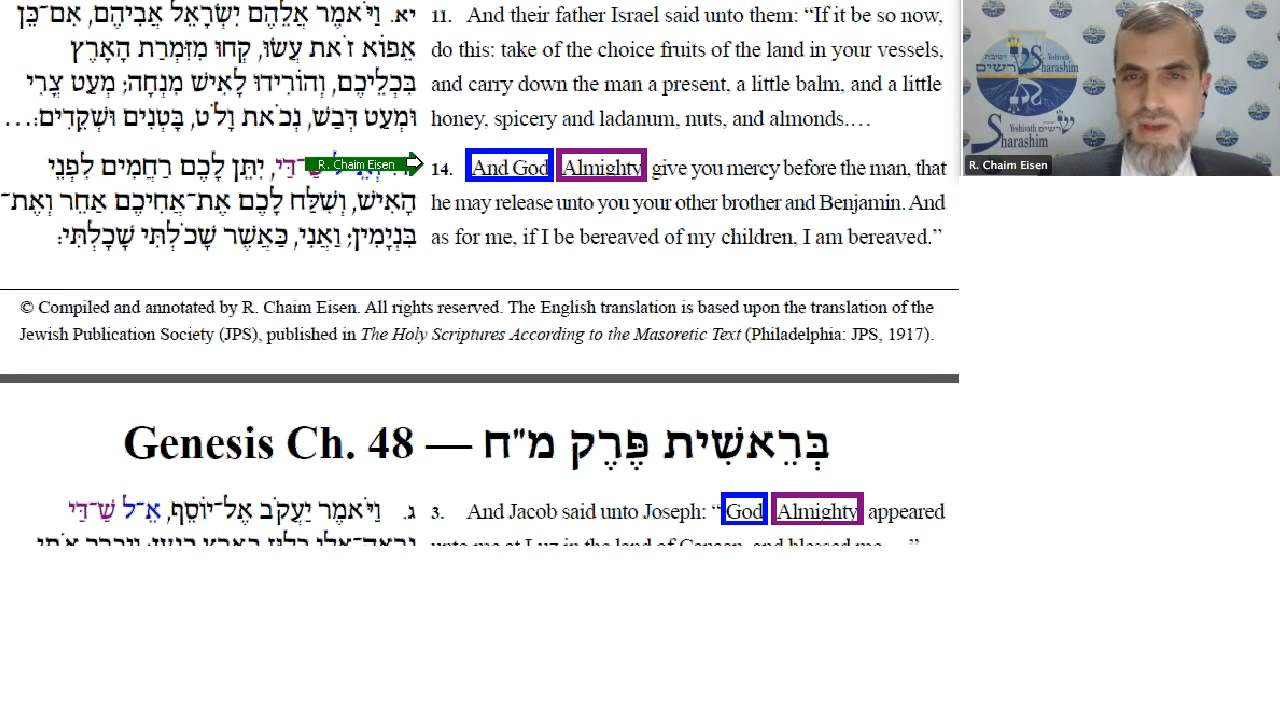 יא. וַיֹּאמֶר אֲלֵהֶם יִשְׂרָאֵל אֲבִיהֶם, אִם־כֵּן
אֵפוֹא זֹאת עֲשׂוּ, קְחוּ מִזִּמְרַת הָאָרֶץ
בִּכְלֵיכֶם, וְהוֹרִידוּ לָאִישׁ מִנְחָה; מְעַט צֳרִי
וּמְעַט דְּבַשׁ, נְכֹאת וָלֹט, בָּטְנִים וּשְׁקֵדִים:...
11. And their father Israel said unto them: “If it be so now,
do this: take of the choice fruits of the land in your vessels,
and carry down the man a present, a little balm, and a little
honey, spicery and ladanum, nuts, and almonds....
שַׁ־דַּי, יִתֵּן לָכֶם רַחֲמִים לִפְנֵי
הָאִישׁ, וְשִׁלַּח לָכֶם אֶת־אֲחִיכֶם אַחֵר וְאֶת־
בִּנְיָמִין; וַאֲנִי, כַּאֲשֶׁר שָׁכֹלְתִּי שָׁכָלְתִּי:
R. Chaim Eisen
14. And God Almighty give you mercy before the man, that
he may release unto you your other brother and Benjamin. And
as for me, if I be bereaved of my children, I am bereaved.”
© Compiled and annotated by R. Chaim Eisen. All rights reserved. The English translation is based upon the translation of the
Jewish Publication Society (JPS), published in The Holy Scriptures According to the Masoretic Text (Philadelphia: JPS, 1917).
Genesis Ch. 48 — בְּרֵאשִׁית פֶּרֶק מ"ח
ג. וַיֹּאמֶר יַעֲקֹב אֶל־יוֹסֵף, אֵ־ל שַׁ־דַּי
3. And Jacob said unto Joseph: “God Almighty appeared
Yeshivath
Sharashim
שרשים
Yeshivath שרשים
Sharashim
R. Chaim Eisen